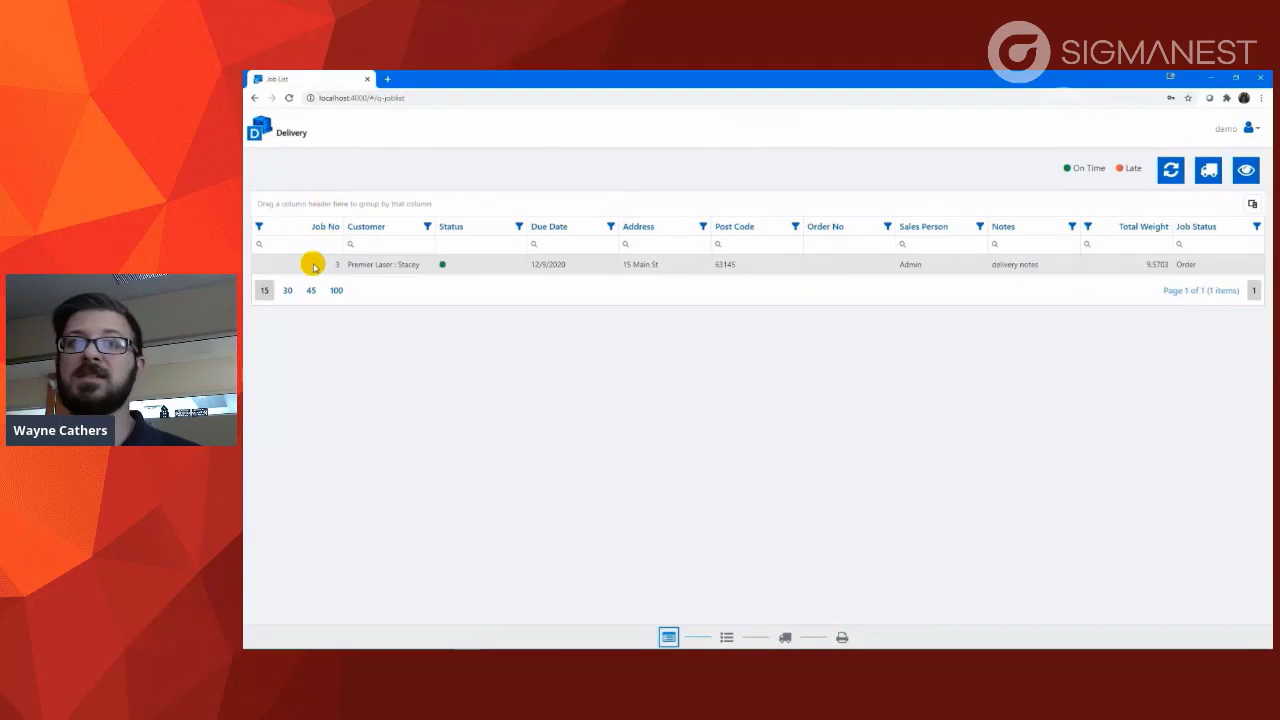 SIGMANEST
Job List
localhost:4000/#/q-joblist
D Delivery
demo
On Time Late
Drag a column header here to group by that column
Job No Customer Status Due Date Address Post Code Order No Sales Person Notes Total Weight Job Status
3 Premier Laser : Stacey 12/9/2020 15 Main St 63145 Admin delivery notes 9.5703 Order
15 30 45 100 Page 1 of 1 (1 items) 1
Wayne Cathers